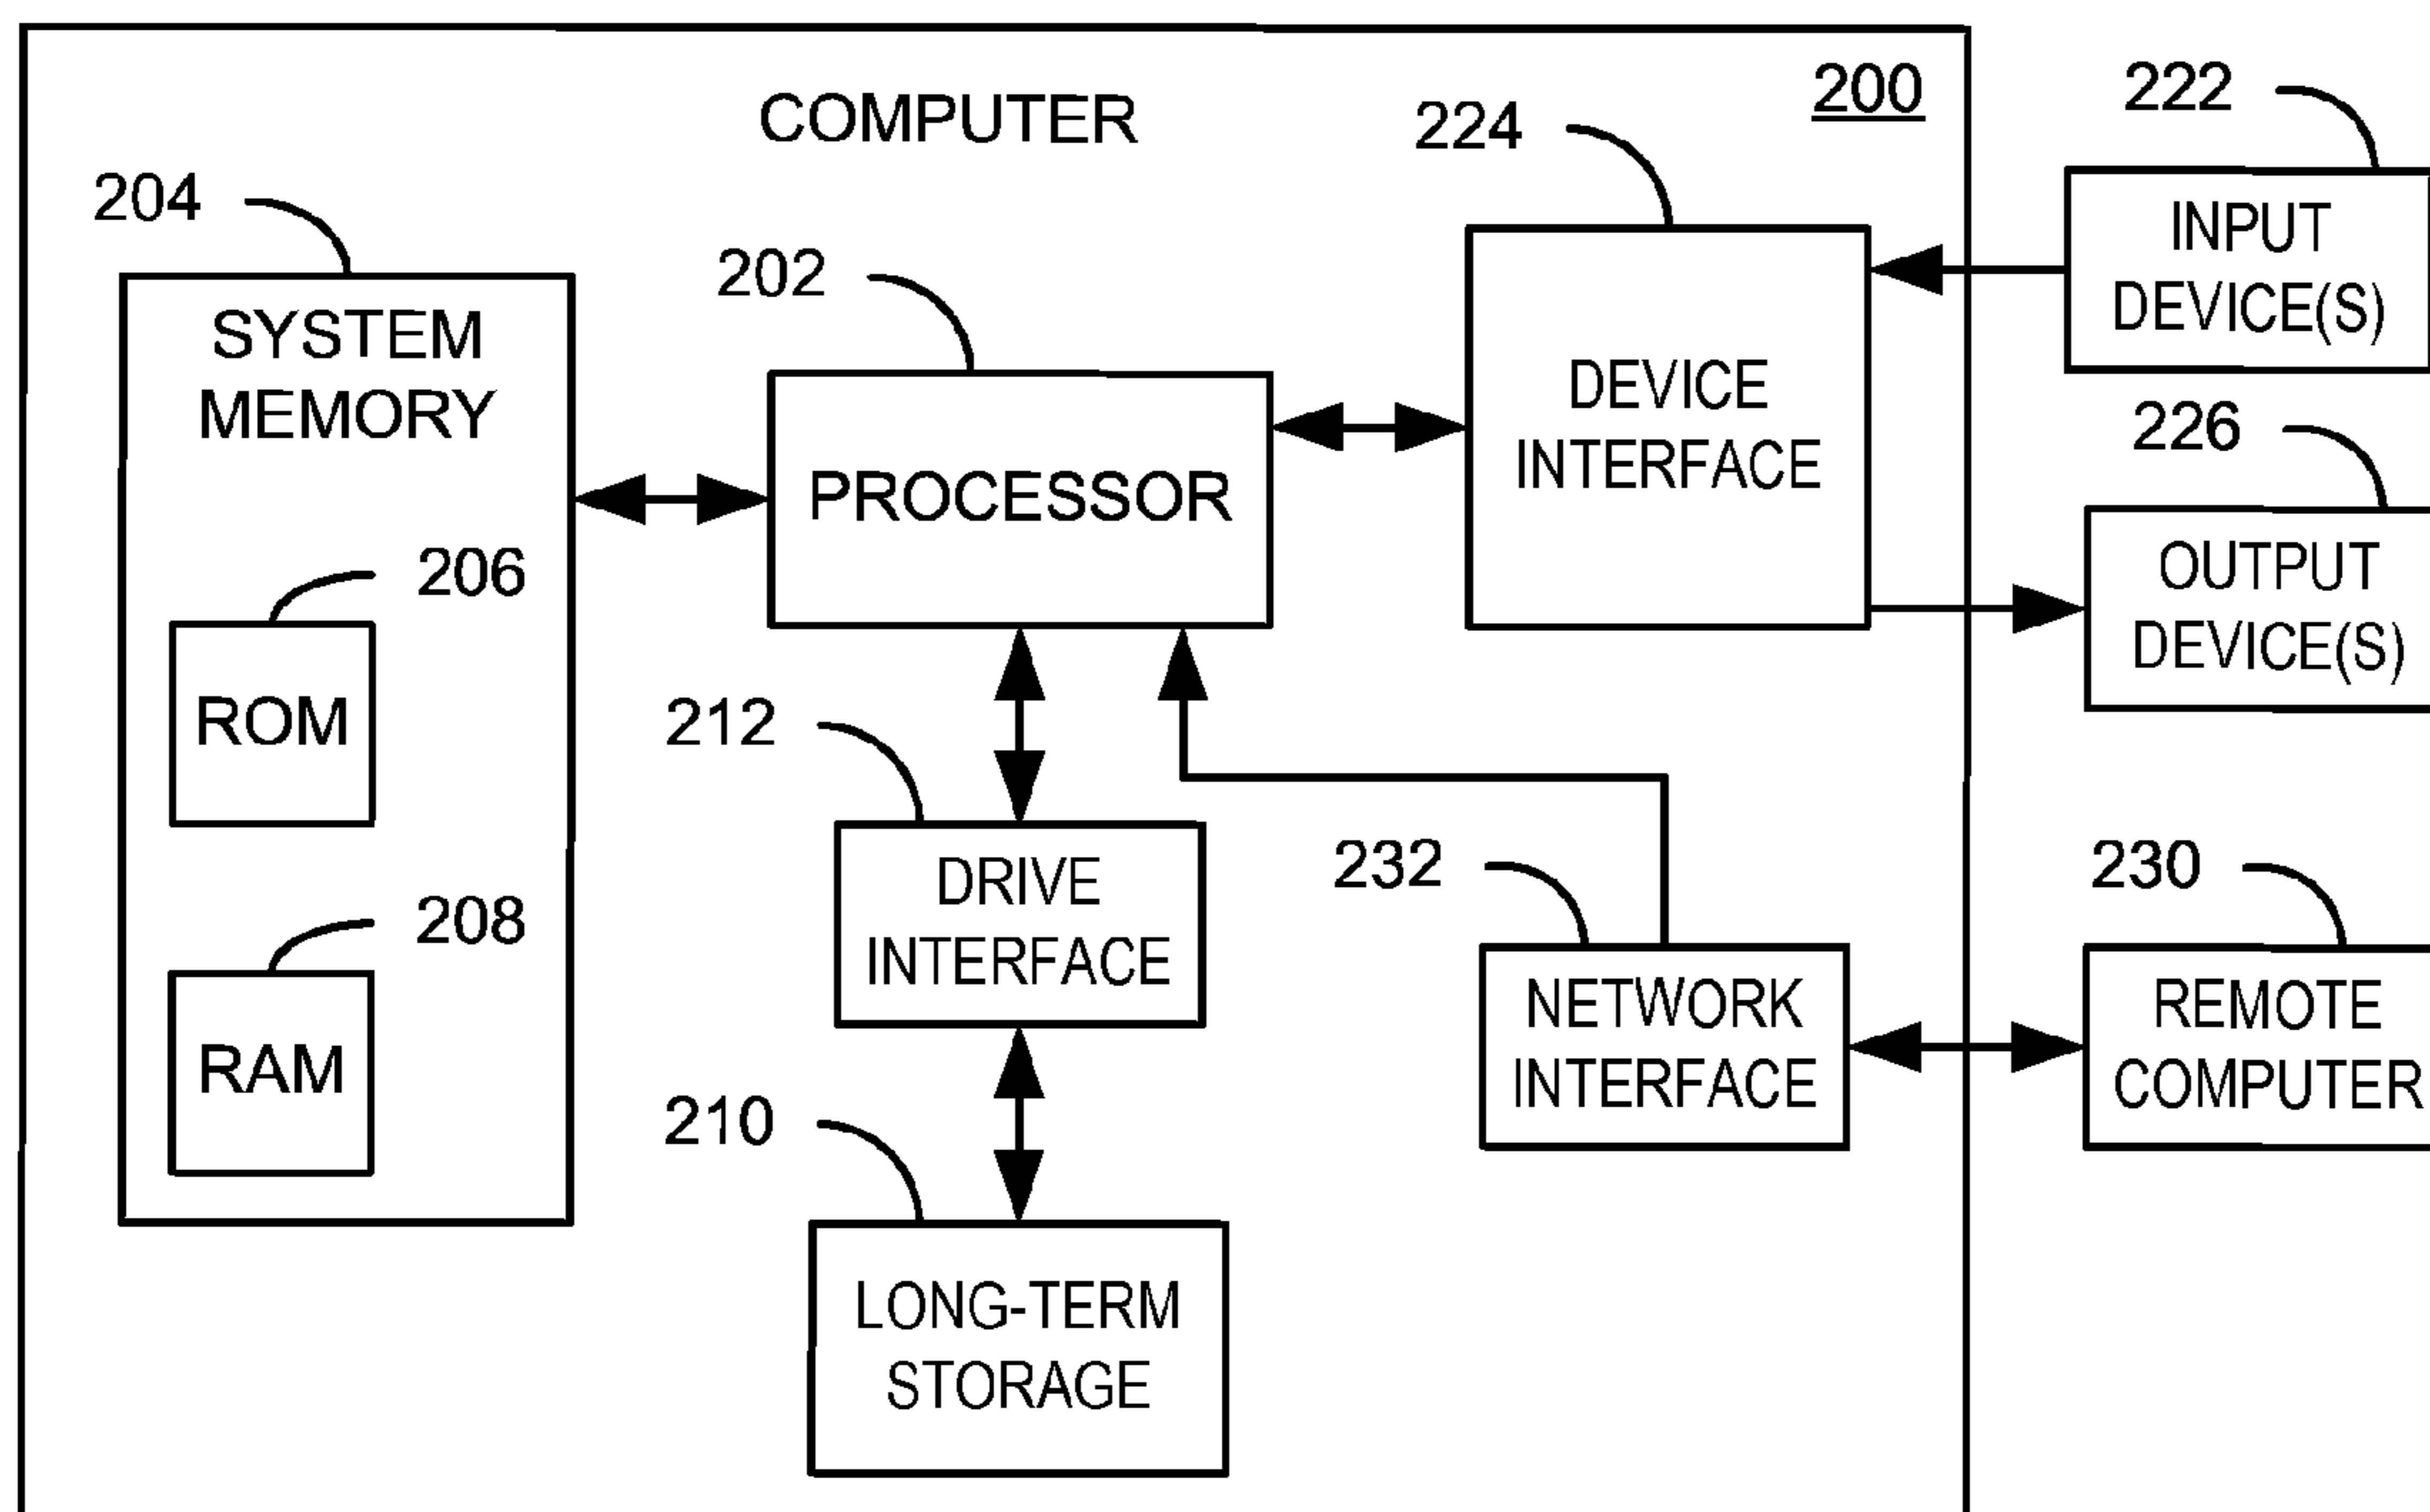 COMPUTER
200
204
SYSTEM
MEMORY
206
ROM
208
RAM
202
PROCESSOR
212
DRIVE
INTERFACE
210
LONG-TERM
STORAGE
224
DEVICE
INTERFACE
232
NETWORK
INTERFACE
222
INPUT
DEVICE(S)
226
OUTPUT
DEVICE(S)
230
REMOTE
COMPUTER